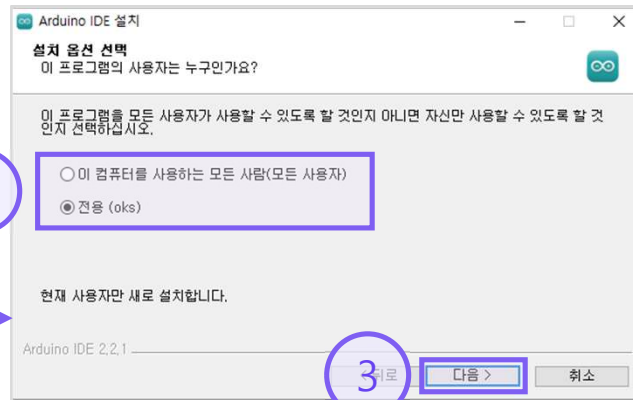 Arduino IDE 설치
설치 옵션 선택
이 프로그램의 사용자는 누구인가요?
이 프로그램을 모든 사용자가 사용할 수 있도록 할 것인지 아니면 자신만 사용할 수 있도록 할 것
인지 선택하십시오.
이 컴퓨터를 사용하는 모든 사람(모든 사용자)
전용 (oks)
현재 사용자만 새로 설치합니다.
Arduino IDE 2.2.1
3
다음 >
취소